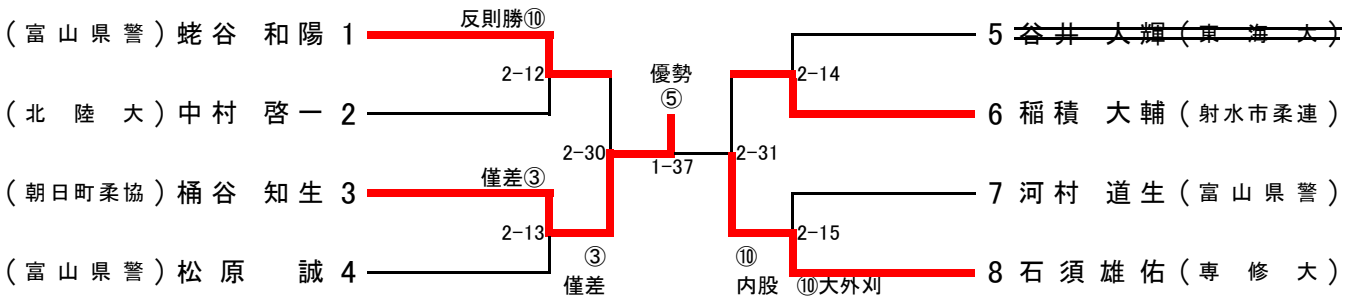 反則勝⑩
(富山県警)蛯谷 和陽 1
5 谷井 大輝(東海大)
2-12
優勢
2-14
⑤
(北陸大)中村 啓一 2
6 稲積 大輔(射水市柔連)
2-30
1-37
2-31
僅差③
(朝日町柔協)桶谷 知生 3
7 河村 道生(富山県警)
2-13
2-15
③
⑩
(富山県警)松原 誠 4
8 石須雄佑(専修大)
僅差
内股 ⑩大外刈